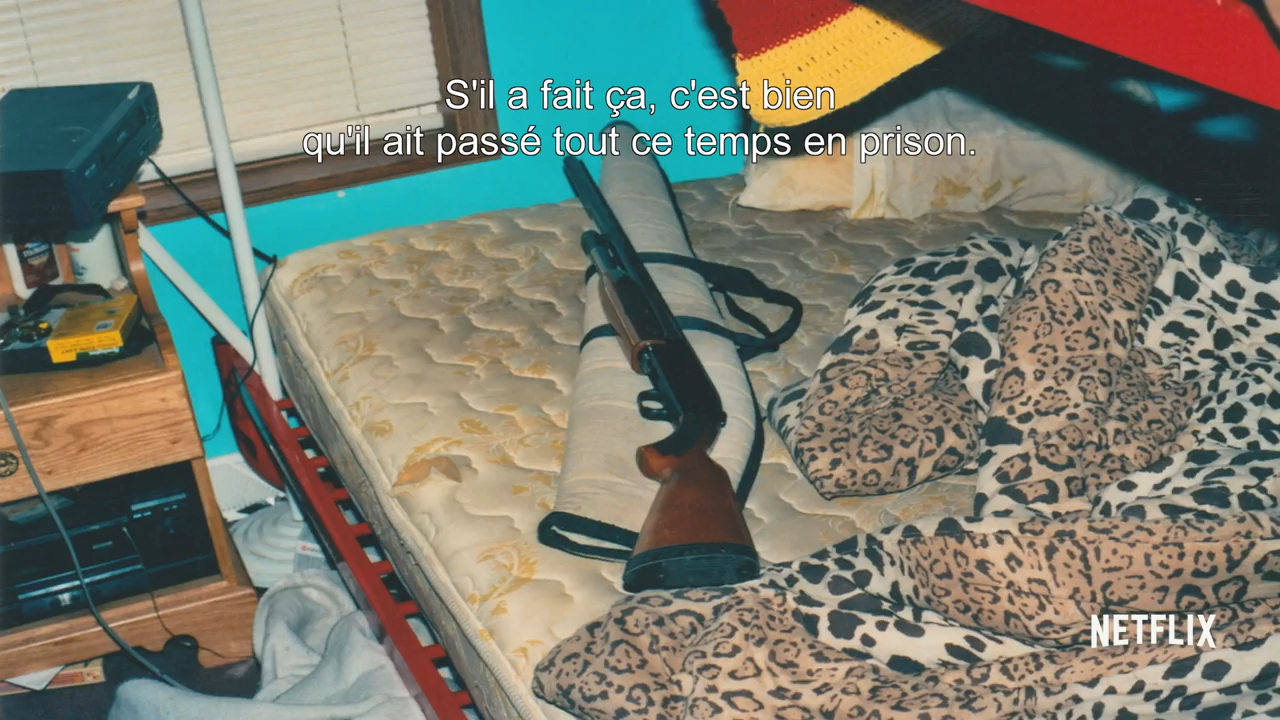 S'il a fait ça, c'est bien
qu'il ait passé tout ce temps en prison.
NETFLIX